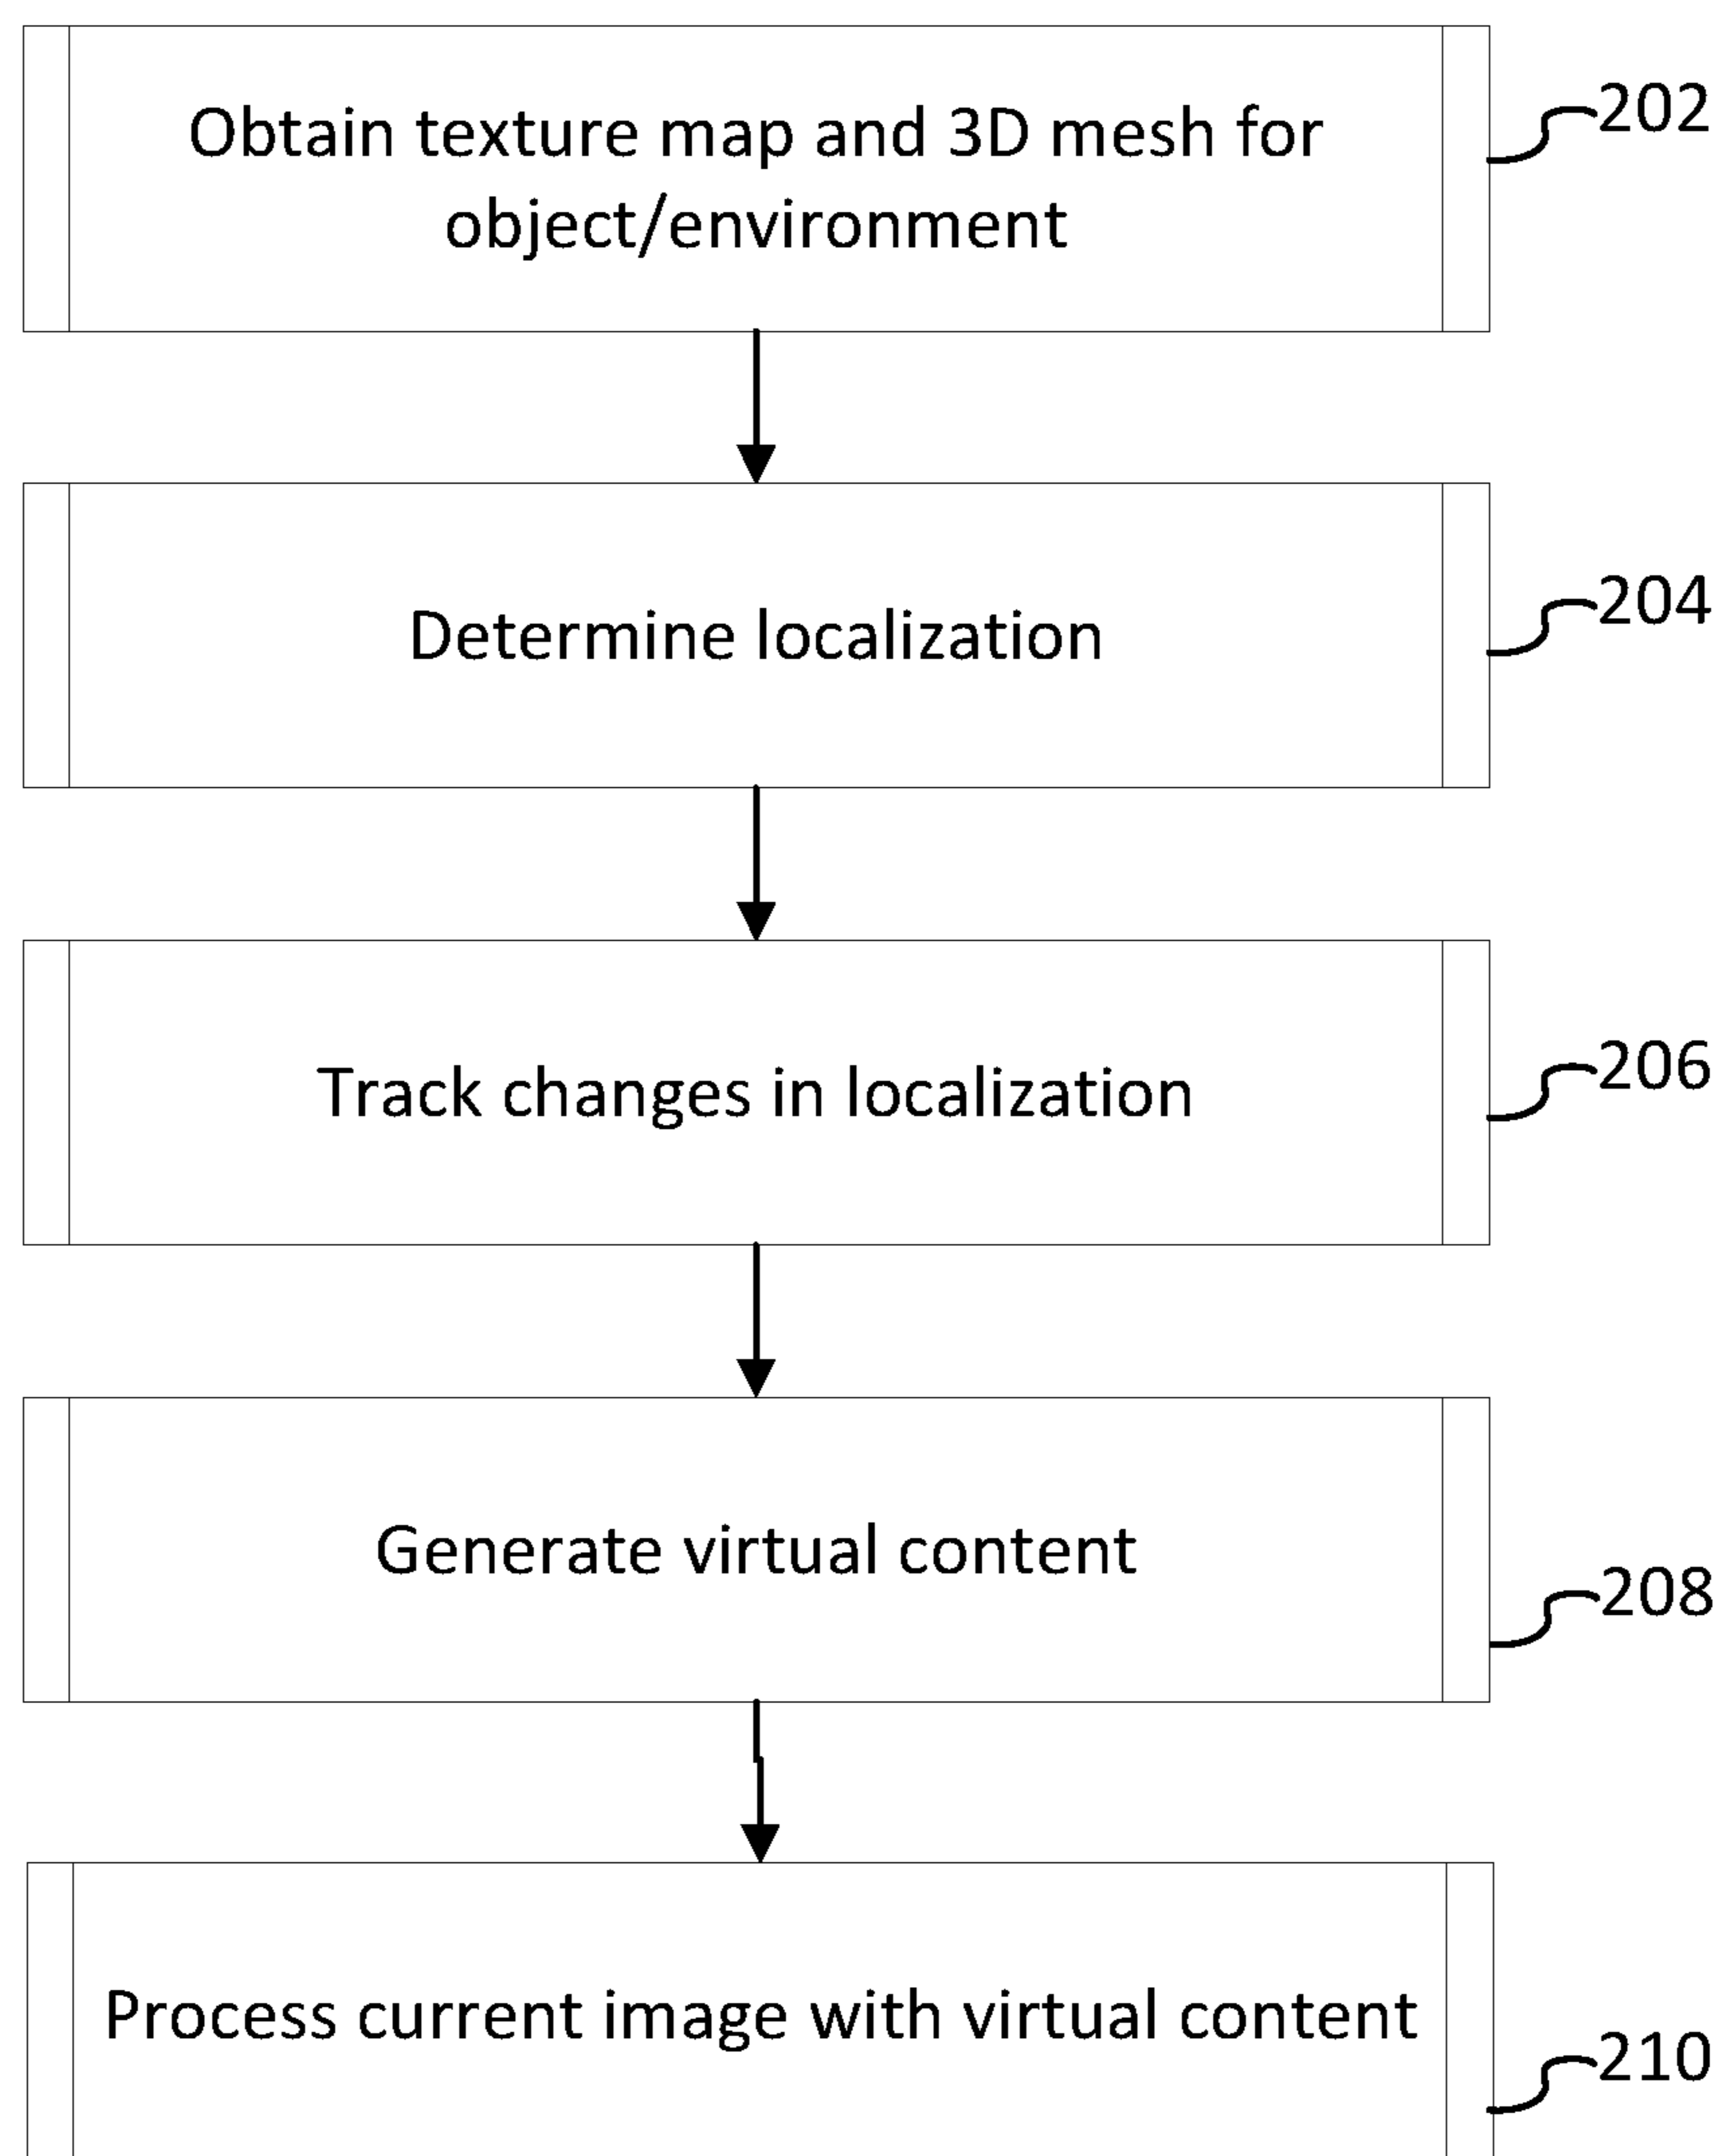 Obtain texture map and 3D mesh for
object/environment
202
Determine localization
204
Track changes in localization
206
Generate virtual content
208
Process current image with virtual content
210